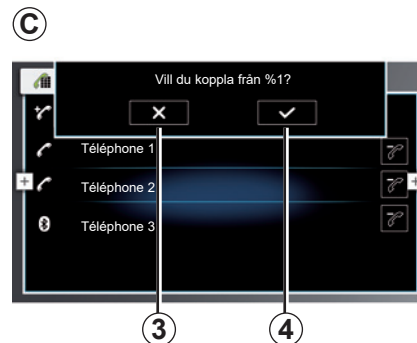 C
Vill du koppla från %1?
Téléphone 1
Téléphone 2
Téléphone 3
3 4